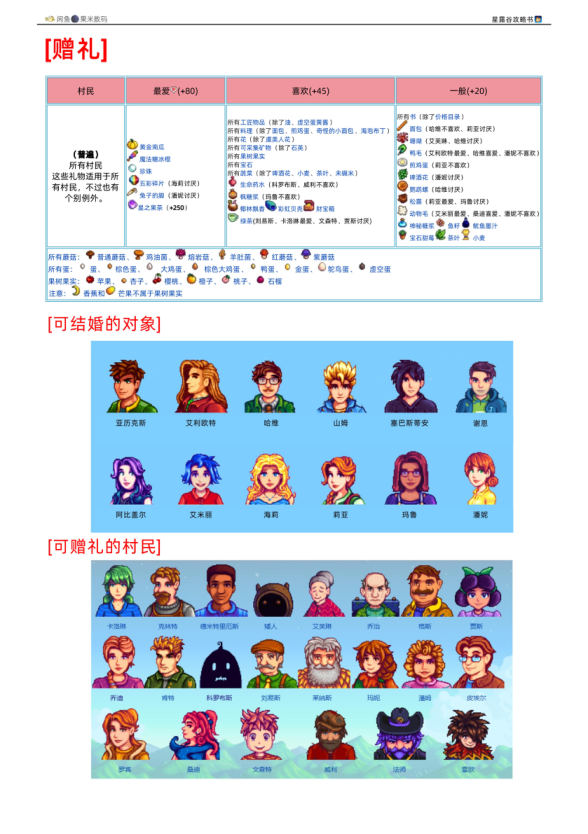 闲鱼 果米数码
星露谷攻略书
[赠礼]
村民
最爱 (+80)
喜欢(+45)
一般(+20)
（普遍）
所有村民
这些礼物适用于所
有村民，不过也有
个别例外。
黄金南瓜
魔法糖冰棍
珍珠
五彩碎片（海莉讨厌）
兔子的脚（潘妮讨厌）
星之果茶（+250）
所有工匠物品（除了油、虚空蛋黄酱）
所有料理（除了面包、煎鸡蛋、奇怪的小面包、海泡布丁）
所有花（除了虞美人花）
所有可采集矿物（除了石英）
所有果树果实
所有宝石
所有蔬菜（除了啤酒花、小麦、茶叶、未碾米）
生命药水（科罗布斯、威利不喜欢）
枫糖浆（玛鲁不喜欢）
椰林飘香 彩虹贝壳 财宝箱
绿茶(刘易斯、卡洛琳最爱、文森特、贾斯讨厌)
所有书（除了价格目录）
面包（哈维不喜欢、莉亚讨厌）
珊瑚（艾芙琳、哈维讨厌）
鸭毛（艾利欧特最爱、哈维喜爱、潘妮不喜欢）
煎鸡蛋（莉亚不喜欢）
啤酒花（潘妮讨厌）
鹦鹉螺（哈维讨厌）
松露（莉亚最爱、玛鲁讨厌）
动物毛（艾米丽最爱、桑迪喜爱、潘妮不喜欢）
神秘糖浆 鱼籽 鱿鱼墨汁
宝石甜莓 茶叶 小麦
所有蘑菇： 普通蘑菇、 鸡油菌、 熔岩菇、 羊肚菌、 红蘑菇、 紫蘑菇
所有蛋： 蛋、 棕色蛋、 大鸡蛋、 棕色大鸡蛋、 鸭蛋、 金蛋、 鸵鸟蛋、 虚空蛋
果树果实： 苹果、 杏子、 樱桃、 橙子、 桃子、 石榴
注意： 香蕉和 芒果不属于果树果实
[可结婚的对象]
亚历克斯 艾利欧特 哈维 山姆 塞巴斯蒂安 谢恩
阿比盖尔 艾米丽 海莉 莉亚 玛鲁 潘妮
[可赠礼的村民]
卡洛琳 克林特 德米特里厄斯 矮人 艾芙琳 乔治 格斯 贾斯
乔迪 肯特 科罗布斯 刘易斯 莱纳斯 玛妮 潘姆 皮埃尔
罗宾 桑迪 文森特 威利 法师 雷欧